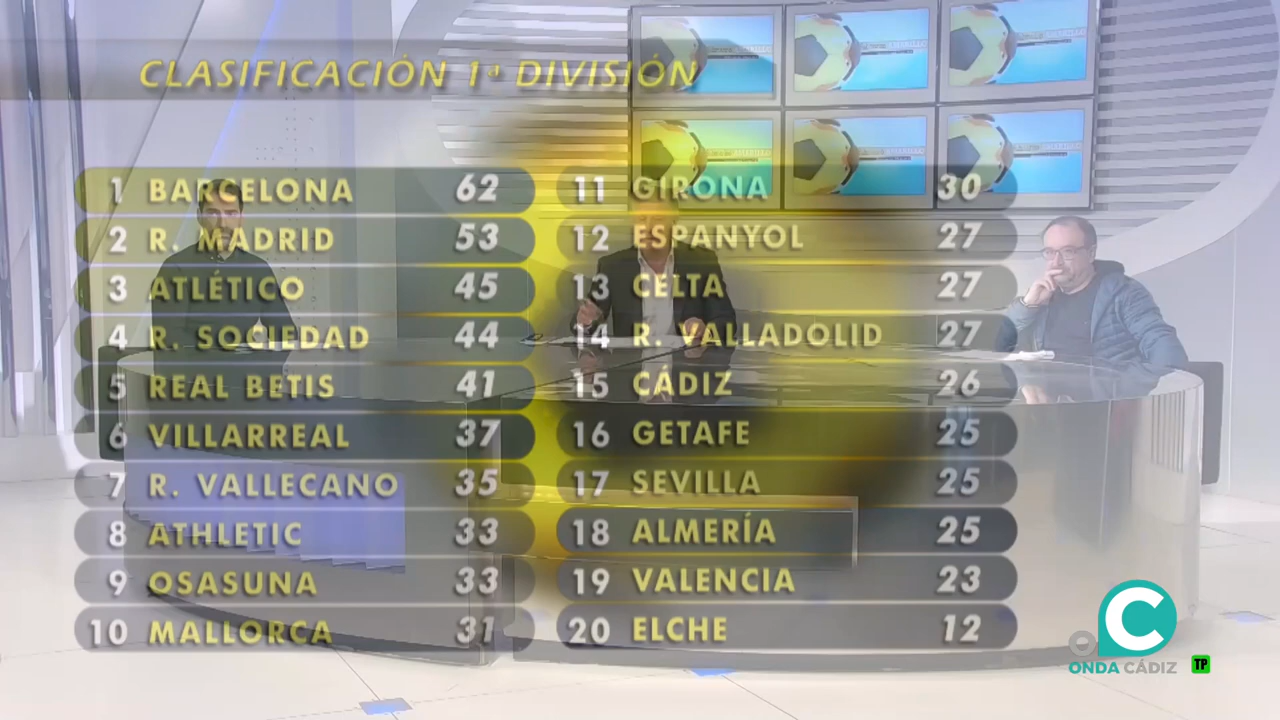 CLASIFICACIÓN 1ª DIVISIÓN
1 BARCELONA 62
2 R. MADRID 53
3 ATLÉTICO 45
4 R. SOCIEDAD 44
5 REAL BETIS 41
6 VILLARREAL 37
7 R. VALLECANO 35
8 ATHLETIC 33
9 OSASUNA 33
10 MALLORCA 31
11 GIRONA 30
12 ESPANYOL 27
13 CELTA 27
14 R. VALLADOLID 27
15 CÁDIZ 26
16 GETAFE 25
17 SEVILLA 25
18 ALMERÍA 25
19 VALENCIA 23
20 ELCHE 12
C
ONDA CÁDIZ
TP